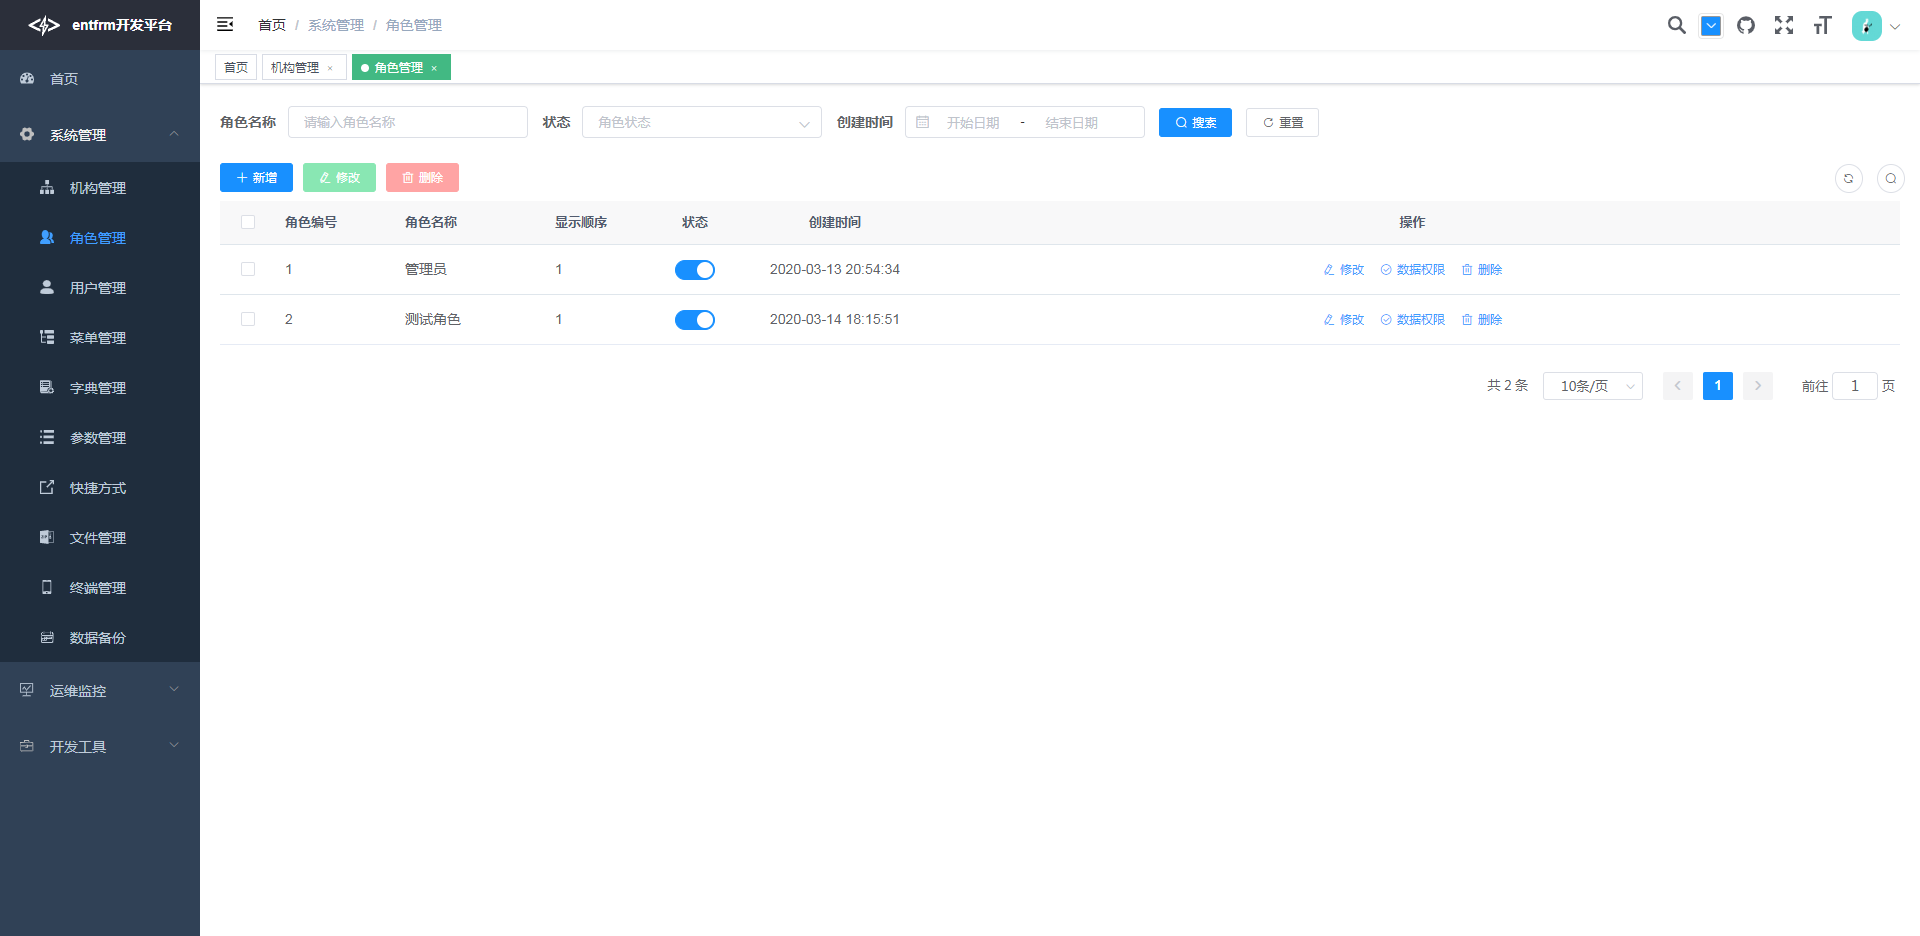 entfrm开发平台
首页
系统管理
机构管理
角色管理
用户管理
菜单管理
字典管理
参数管理
快捷方式
文件管理
终端管理
数据备份
运维监控
开发工具
首页 / 系统管理 / 角色管理
首页 机构管理 × 角色管理 ×
角色名称 请输入角色名称 状态 角色状态 创建时间 开始日期 - 结束日期 搜索 重置
新增 修改 删除
角色编号 角色名称 显示顺序 状态 创建时间 操作
1 管理员 1 2020-03-13 20:54:34 修改 数据权限 删除
2 测试角色 1 2020-03-14 18:15:51 修改 数据权限 删除
共 2 条 10条/页 1 前往 1 页